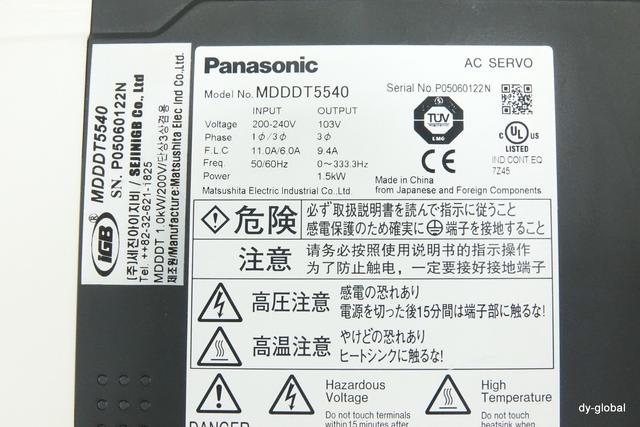 Panasonic
AC SERVO
Model No. MDDDT5540
Serial No. P05060122N
INPUT OUTPUT
Voltage 200-240V 103V
Phase 1ϕ/3ϕ 3ϕ
F.L.C 11.0A/6.0A 9.4A
Freq. 50/60Hz 0~333.3Hz
Power 1.5kW
Matsushita Electric Industrial Co.,Ltd.
TÜV
CE
C UL US
LISTED
IND CONT EQ
7Z45
Made in China
from Japanese and Foreign Components.
危険
必ず取扱説明書を読んで指示に従うこと
感電保護のため確実に⏚端子を接地すること
注意
请务必按照使用说明书的指示操作
为了防止触电，一定要接好接地端子
高圧注意
感電の恐れあり
電源を切った後15分間は端子部に触るな!
高温注意
やけどの恐れあり
ヒートシンクに触るな!
DANGER
Hazardous
Voltage
Do not touch terminals
within 15 minutes after
High
Temperature
Do not touch
heatsink when
IGB ®
MDDDT5540
SN. P05060122N
[주]세진아이지비 / SEJINIGB Co., Ltd
Tel. ++82-32-621-1825
MDDDT 1.0kW/200V/단상3상겸용
제조원/Manufacture:Matsushita Elec Ind Co.,Ltd.
dy-global